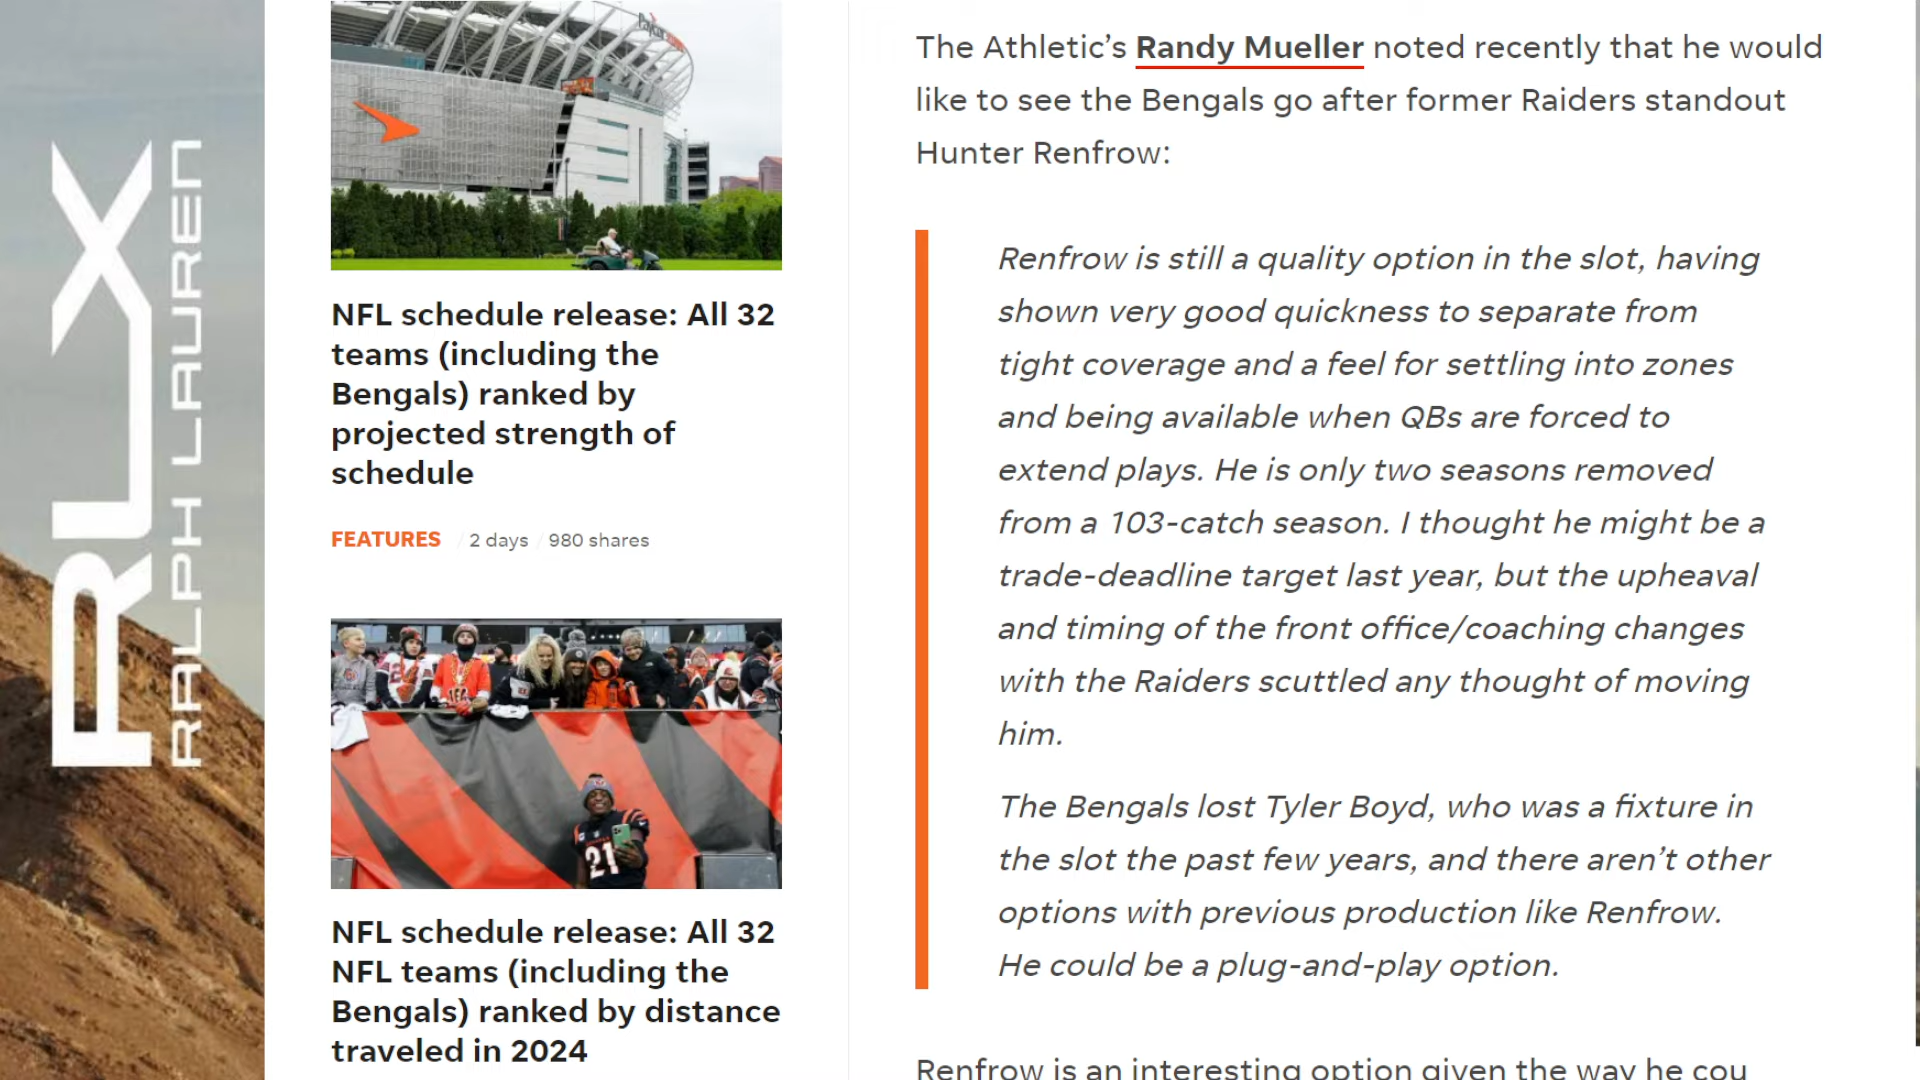 RLX
RALPH LAUREN
Paycor
NFL schedule release: All 32
teams (including the
Bengals) ranked by
projected strength of
schedule
FEATURES / 2 days / 980 shares
21
NFL schedule release: All 32
NFL teams (including the
Bengals) ranked by distance
traveled in 2024
The Athletic’s Randy Mueller noted recently that he would
like to see the Bengals go after former Raiders standout
Hunter Renfrow:
Renfrow is still a quality option in the slot, having
shown very good quickness to separate from
tight coverage and a feel for settling into zones
and being available when QBs are forced to
extend plays. He is only two seasons removed
from a 103-catch season. I thought he might be a
trade-deadline target last year, but the upheaval
and timing of the front office/coaching changes
with the Raiders scuttled any thought of moving
him.
The Bengals lost Tyler Boyd, who was a fixture in
the slot the past few years, and there aren’t other
options with previous production like Renfrow.
He could be a plug-and-play option.
Renfrow is an interesting option given the way he cou